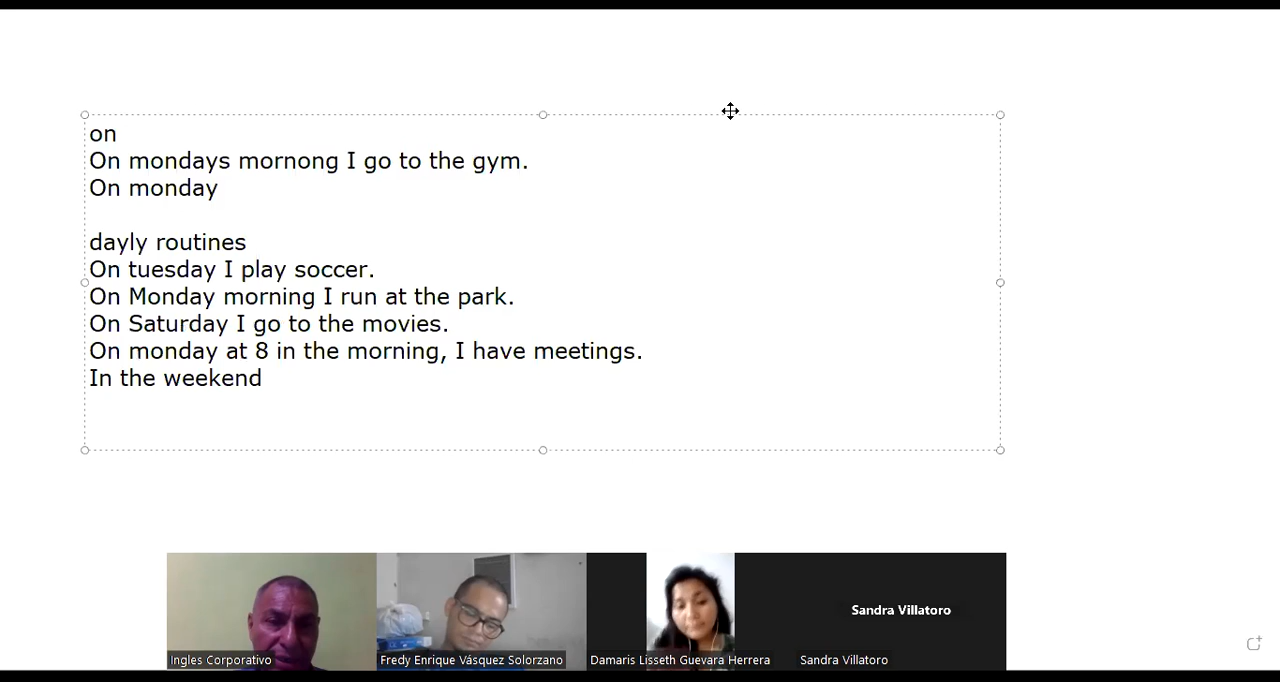 on
On mondays mornong I go to the gym.
On monday
dayly routines
On tuesday I play soccer.
On Monday morning I run at the park.
On Saturday I go to the movies.
On monday at 8 in the morning, I have meetings.
In the weekend
Sandra Villatoro
Ingles Corporativo
Fredy Enrique Vásquez Solorzano
Damaris Lisseth Guevara Herrera
Sandra Villatoro